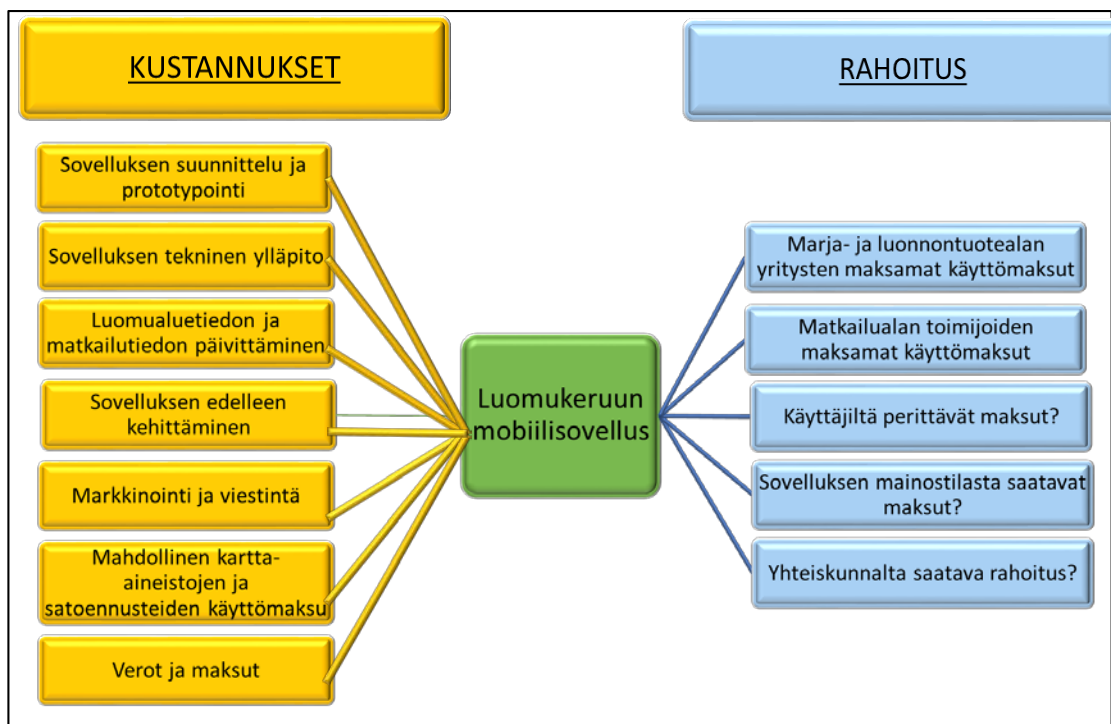 KUSTANNUKSET
RAHOITUS
Sovelluksen suunnittelu ja
prototypointi
Sovelluksen tekninen ylläpito
Luomualuetiedon ja
matkailutiedon päivittäminen
Sovelluksen edelleen
kehittäminen
Markkinointi ja viestintä
Mahdollinen kartta-
aineistojen ja
satoennusteiden käyttömaksu
Verot ja maksut
Luomukeruun
mobiilisovellus
Marja- ja luonnontuotealan
yritysten maksamat käyttömaksut
Matkailualan toimijoiden
maksamat käyttömaksut
Käyttäjiltä perittävät maksut?
Sovelluksen mainostilasta saatavat
maksut?
Yhteiskunnalta saatava rahoitus?